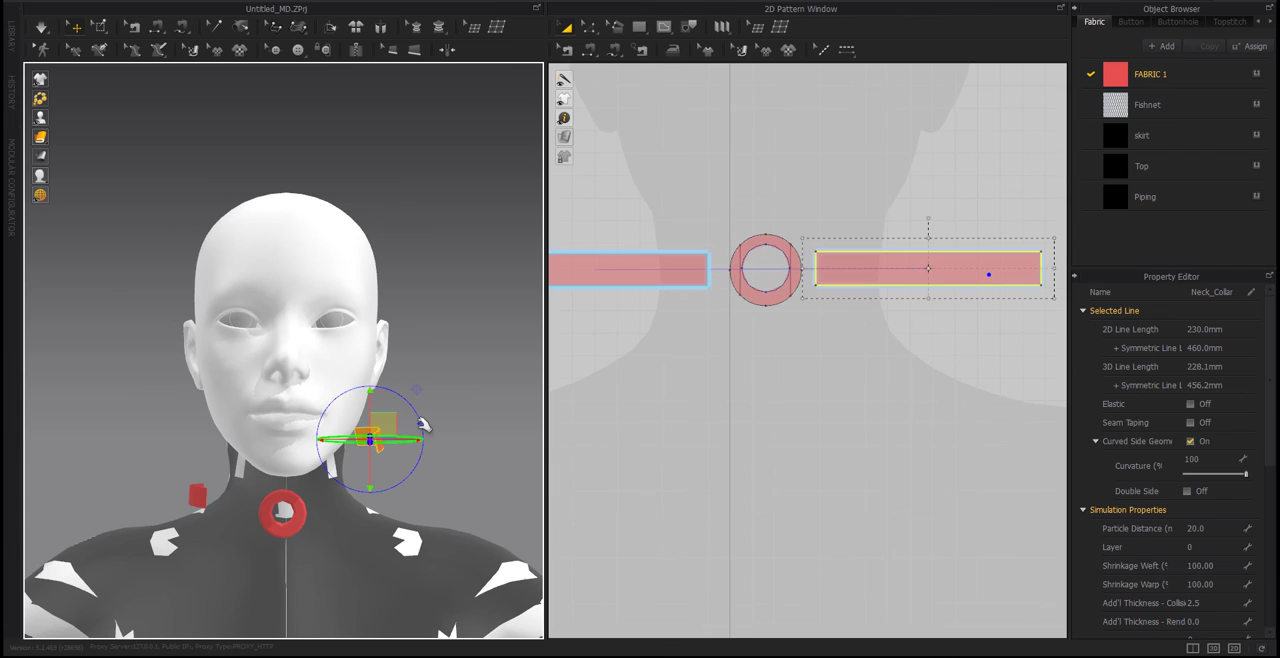 Untitled_MD.ZPrj
2D Pattern Window
Object Browser
LIBRARY
HISTORY
MODULAR CONFIGURATOR
Fabric
Button
Buttonhole
Topstitch
+ Add
Copy
Assign
FABRIC 1
Fishnet
skirt
Top
Piping
Property Editor
Name Neck_Collar
Selected Line
2D Line Length 230.0mm
+ Symmetric Line L 460.0mm
3D Line Length 228.1mm
+ Symmetric Line L 456.2mm
Elastic Off
Seam Taping Off
Curved Side Geom On
Curvature (% 100
Double Side Off
Simulation Properties
Particle Distance (n 20.0
Layer 0
Shrinkage Weft (% 100.00
Shrinkage Warp (% 100.00
Add'l Thickness - Collis 2.5
Add'l Thickness - Rend 0.0